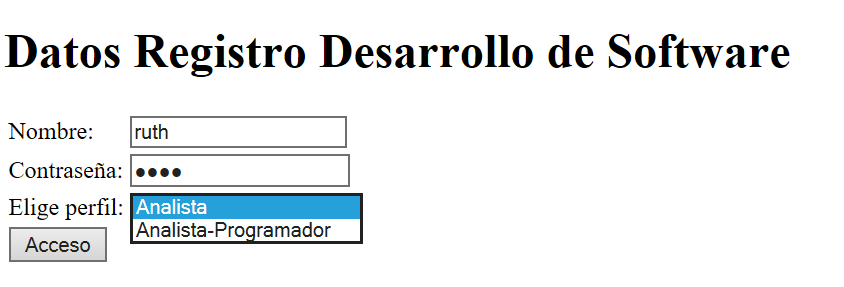 Datos Registro Desarrollo de Software
Nombre: ruth
Contraseña: ●●●●
Elige perfil: Analista
Analista-Programador
Acceso